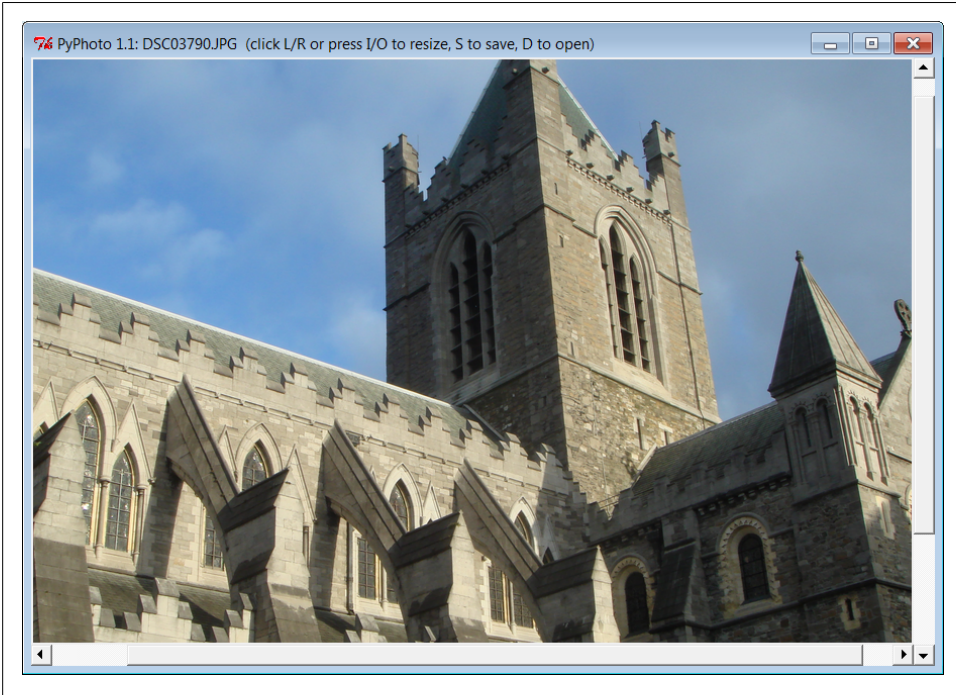 PyPhoto 1.1: DSC03790.JPG (click L/R or press I/O to resize, S to save, D to open)